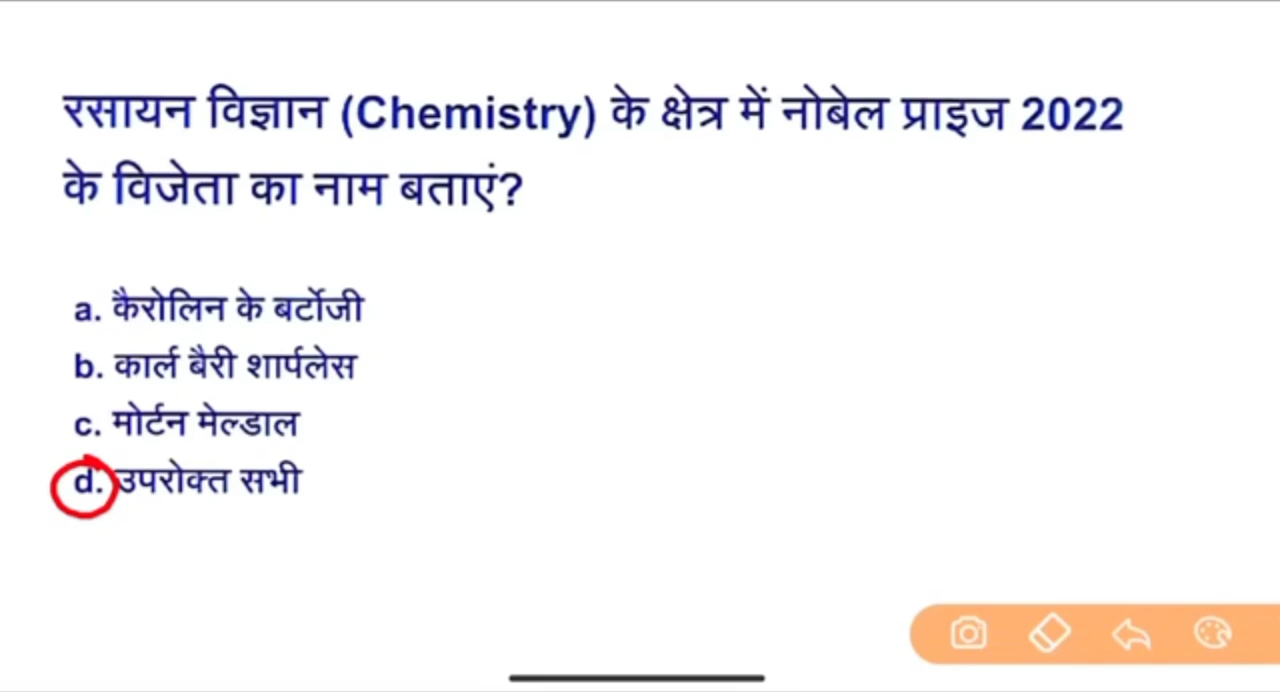 रसायन विज्ञान (Chemistry) के क्षेत्र में नोबेल प्राइज 2022
के विजेता का नाम बताएं?
a. कैरोलिन के बर्टोजी
b. कार्ल बैरी शार्पलेस
c. मोर्टन मेल्डाल
d. उपरोक्त सभी